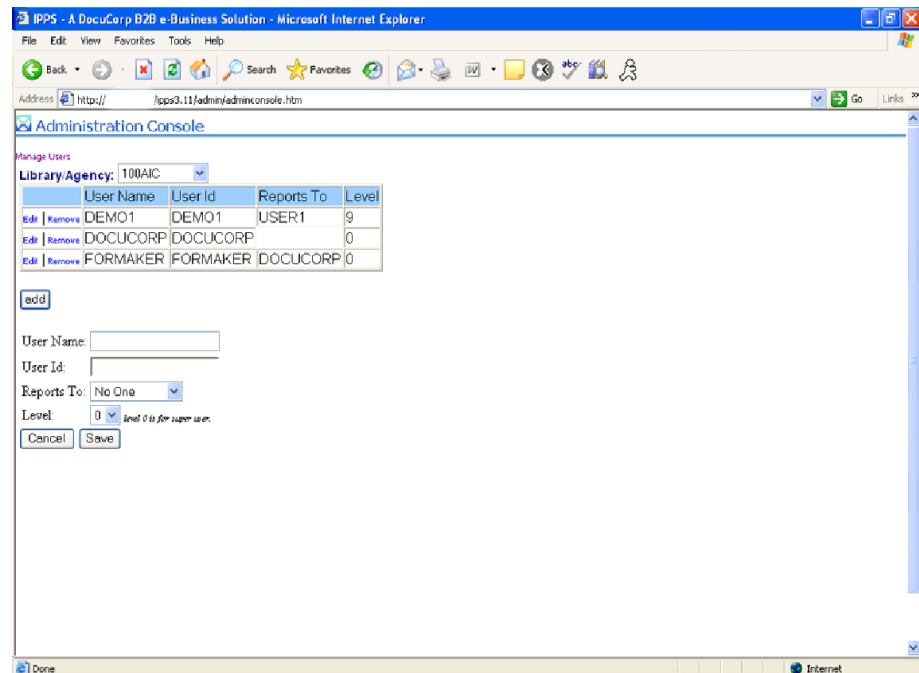 IPPS - A DocuCorp B2B e-Business Solution - Microsoft Internet Explorer
File Edit View Favorites Tools Help
Back Search Favorites
Address http:// /ipps3.11/admin/adminconsole.htm Go Links »
Administration Console
Manage Users
Library/Agency: 100AIC
User Name User Id Reports To Level
Edit | Remove DEMO1 DEMO1 USER1 9
Edit | Remove DOCUCORP DOCUCORP 0
Edit | Remove FORMAKER FORMAKER DOCUCORP 0
add
User Name:
User Id:
Reports To: No One
Level: 0 level 0 is for super user.
Cancel Save
Done Internet